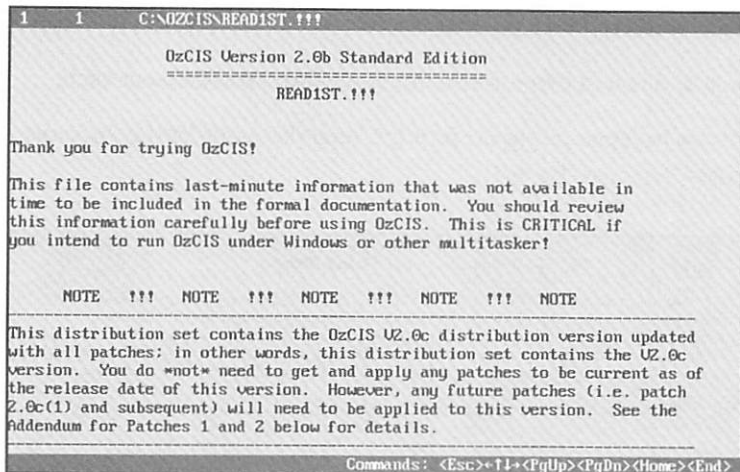 1 1 C:\OZCIS\READ1ST.!!!
OzCIS Version 2.0b Standard Edition
===================================
READ1ST.!!!
Thank you for trying OzCIS!
This file contains last-minute information that was not available in
time to be included in the formal documentation. You should review
this information carefully before using OzCIS. This is CRITICAL if
you intend to run OzCIS under Windows or other multitasker!
NOTE !!! NOTE !!! NOTE !!! NOTE !!! NOTE
---------------------------------------------------------------------------
This distribution set contains the OzCIS V2.0c distribution version updated
with all patches; in other words, this distribution set contains the V2.0c
version. You do *not* need to get and apply any patches to be current as of
the release date of this version. However, any future patches (i.e. patch
2.0c(1) and subsequent) will need to be applied to this version. See the
Addendum for Patches 1 and 2 below for details.
---------------------------------------------------------------------------
Commands: <Esc>←↑↓→<PgUp><PgDn><Home><End>